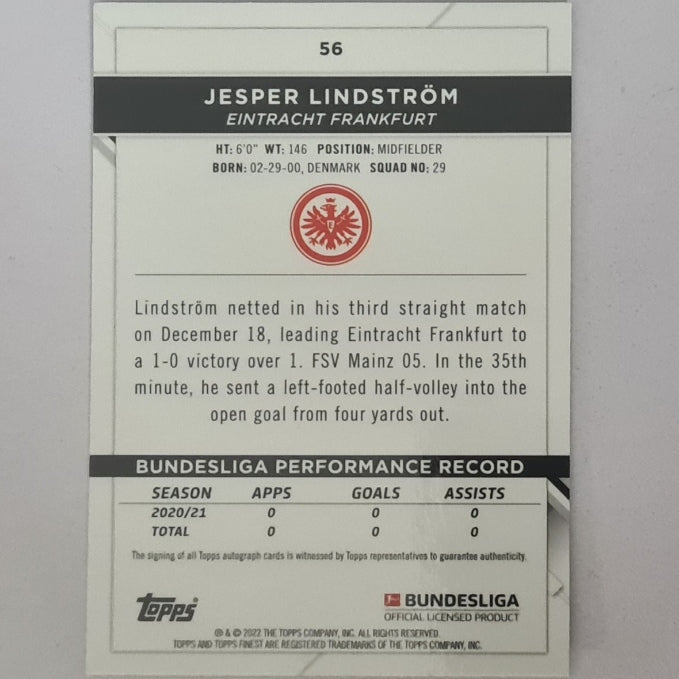 56
JESPER LINDSTRÖM
EINTRACHT FRANKFURT
HT: 6'0" WT: 146 POSITION: MIDFIELDER
BORN: 02-29-00, DENMARK SQUAD NO: 29
E
Lindström netted in his third straight match
on December 18, leading Eintracht Frankfurt to
a 1-0 victory over 1. FSV Mainz 05. In the 35th
minute, he sent a left-footed half-volley into the
open goal from four yards out.
BUNDESLIGA PERFORMANCE RECORD
SEASON APPS GOALS ASSISTS
2020/21 0 0 0
TOTAL 0 0 0
The signing of all Topps autograph cards is witnessed by Topps representatives to guarantee authenticity.
Topps
BUNDESLIGA
OFFICIAL LICENSED PRODUCT
® & © 2022 THE TOPPS COMPANY, INC. ALL RIGHTS RESERVED.
TOPPS AND TOPPS FINEST ARE REGISTERED TRADEMARKS OF THE TOPPS COMPANY, INC.